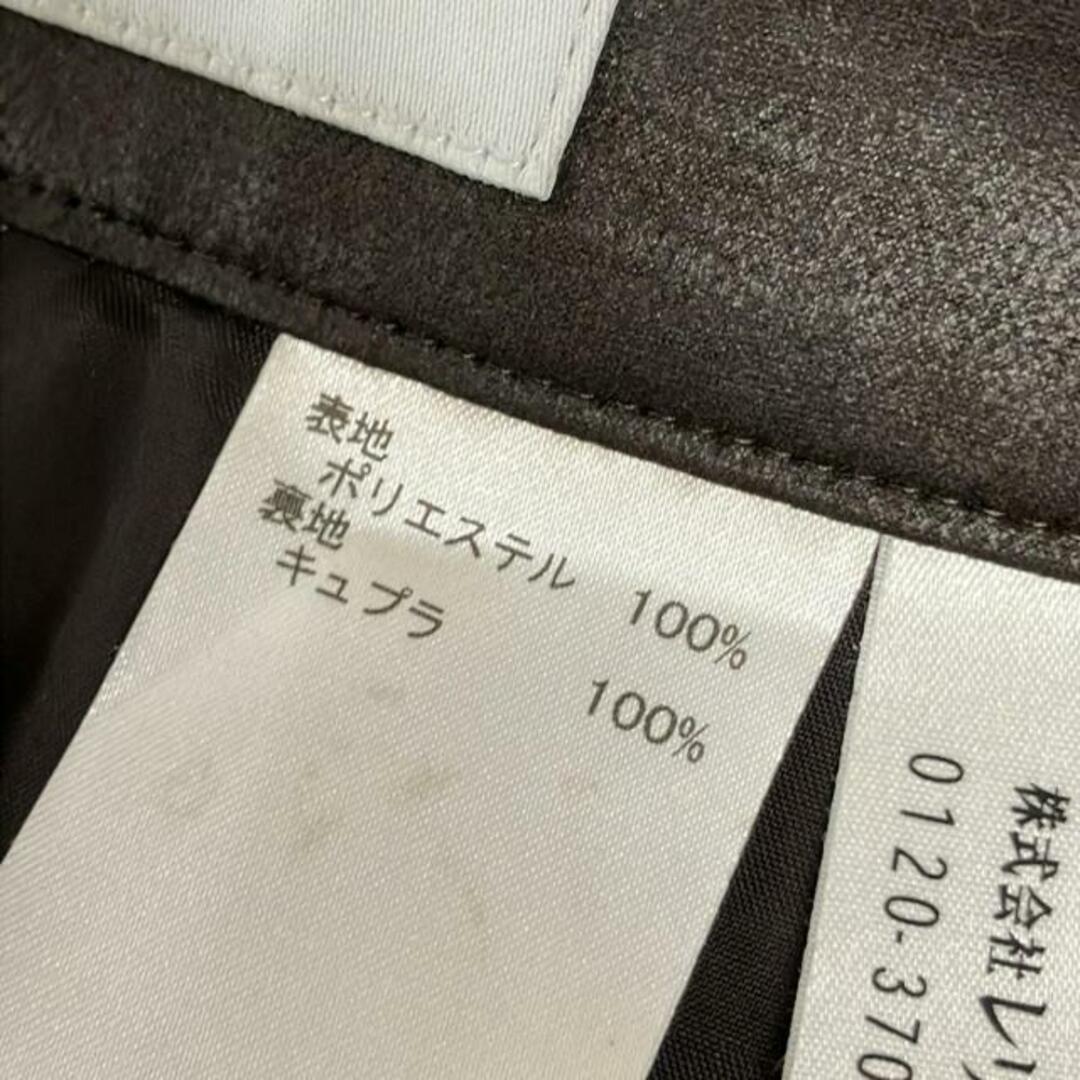 表地
ポリエステル 100%
裏地
キュプラ
100%
株式会社レ
0120-370